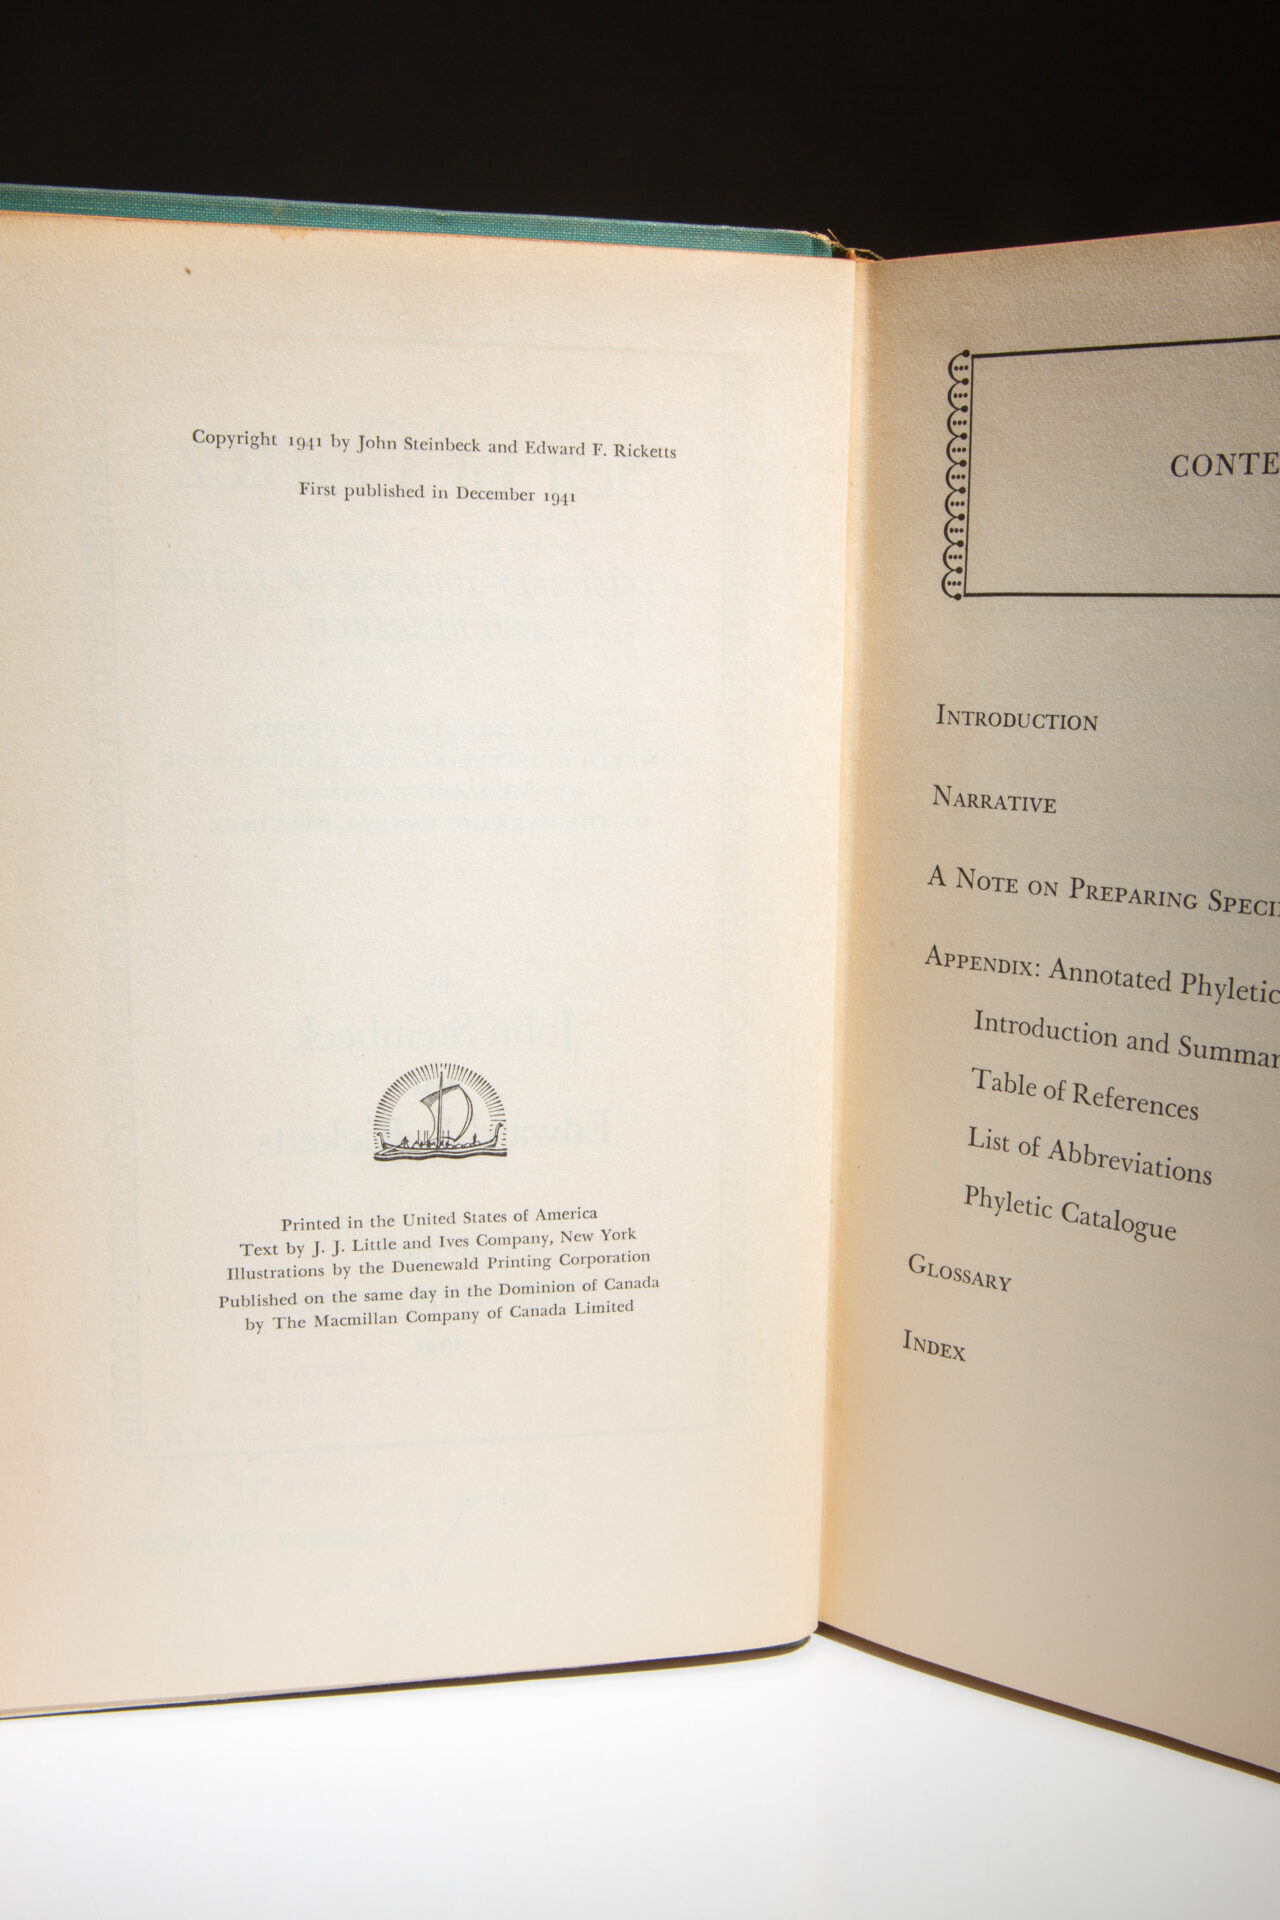 Copyright 1941 by John Steinbeck and Edward F. Ricketts
First published in December 1941
Printed in the United States of America
Text by J. J. Little and Ives Company, New York
Illustrations by the Duenewald Printing Corporation
Published on the same day in the Dominion of Canada
by The Macmillan Company of Canada Limited
CONTE
Introduction
Narrative
A Note on Preparing Speci
Appendix: Annotated Phyletic
Introduction and Summar
Table of References
List of Abbreviations
Phyletic Catalogue
Glossary
Index